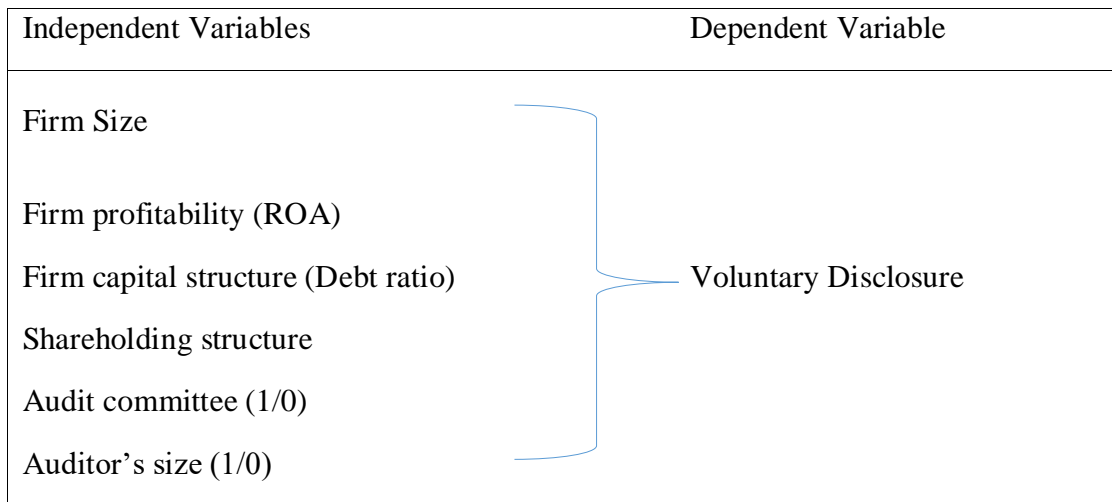 Independent Variables Dependent Variable
Firm Size
Firm profitability (ROA)
Firm capital structure (Debt ratio) Voluntary Disclosure
Shareholding structure
Audit committee (1/0)
Auditor’s size (1/0)